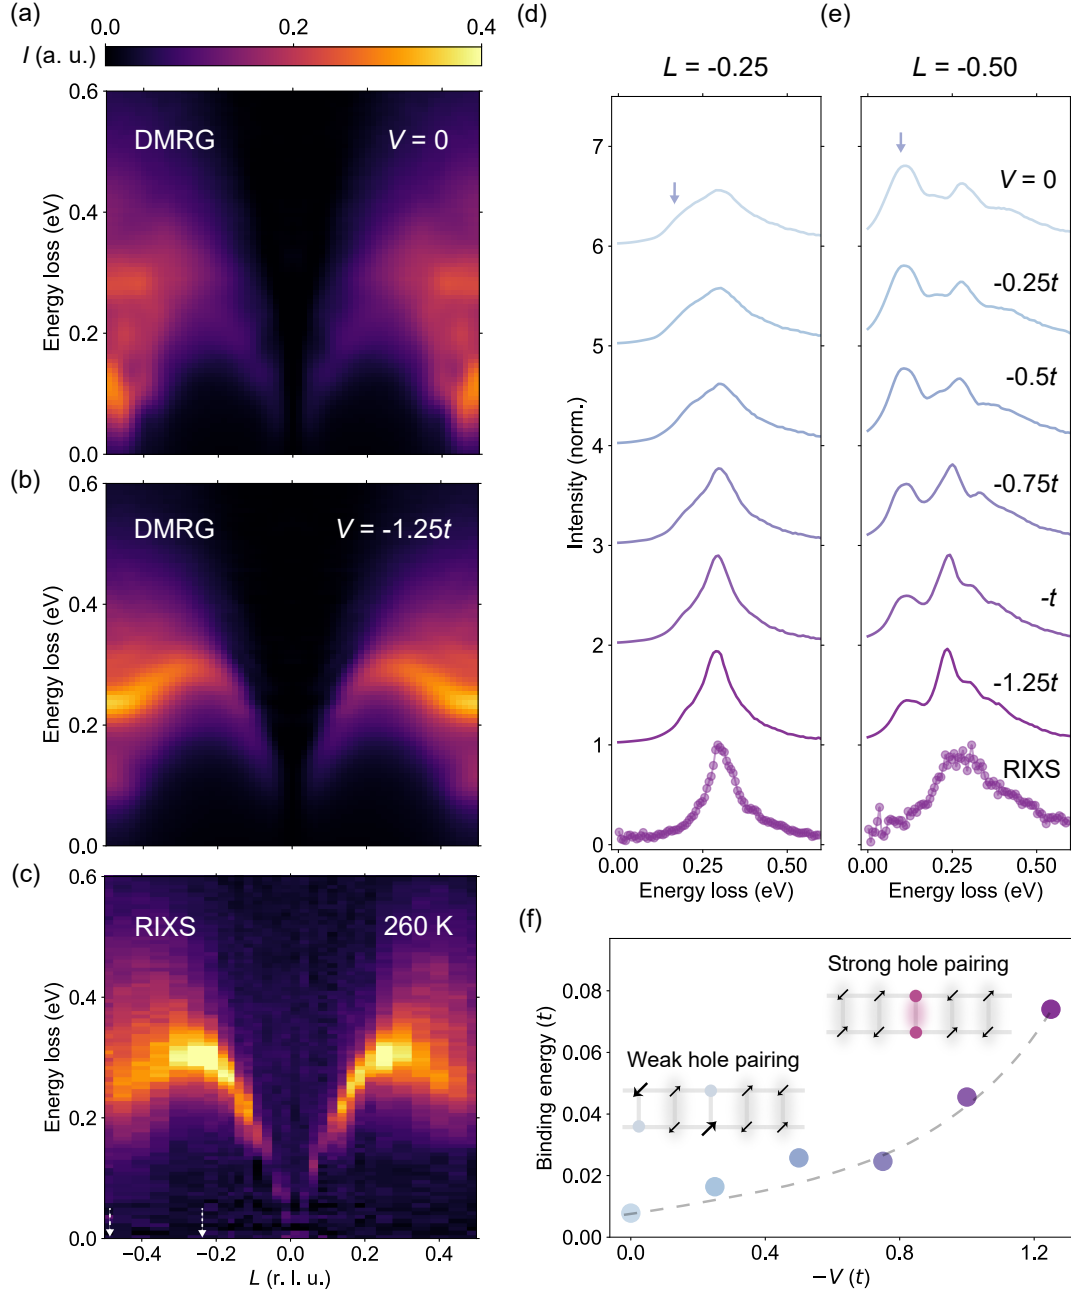 (a)
0.0 0.2 0.4
I (a. u.)
0.6
0.4
0.2
0.0
Energy loss (eV)
DMRG V = 0
(b)
0.6
0.4
0.2
0.0
Energy loss (eV)
DMRG V = -1.25t
(c)
0.6
0.4
0.2
0.0
Energy loss (eV)
RIXS 260 K
−0.4 −0.2 0.0 0.2 0.4
L (r. l. u.)
(d)
L = -0.25
7
6
5
4
3
2
1
0
Intensity (norm.)
0.00 0.25 0.50
Energy loss (eV)
(e)
L = -0.50
V = 0
-0.25t
-0.5t
-0.75t
-t
-1.25t
RIXS
0.00 0.25 0.50
Energy loss (eV)
(f)
0.08
0.06
0.04
0.02
0.00
Binding energy (t)
Strong hole pairing
Weak hole pairing
0.0 0.4 0.8 1.2
−V (t)